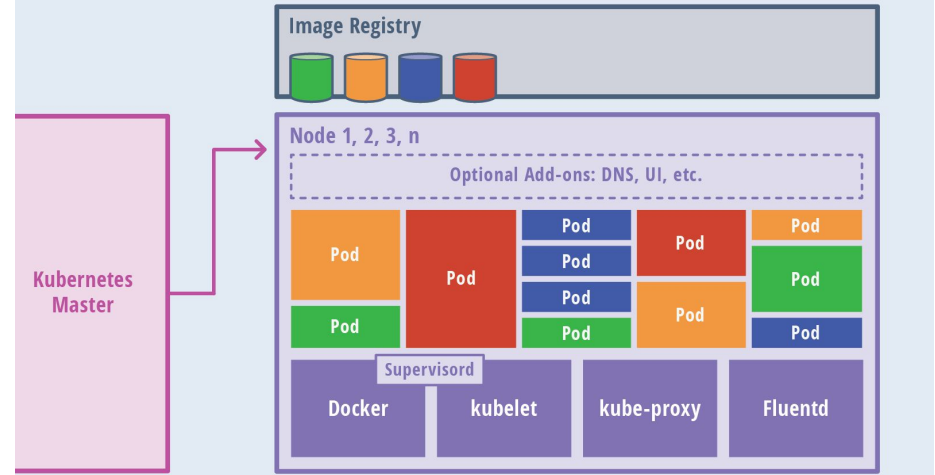 Image Registry
Node 1, 2, 3, n
Optional Add-ons: DNS, UI, etc.
Kubernetes
Master
Pod
Pod
Pod
Pod
Pod
Pod
Pod
Pod
Pod
Pod
Pod
Pod
Pod
Supervisord
Docker
kubelet
kube-proxy
Fluentd